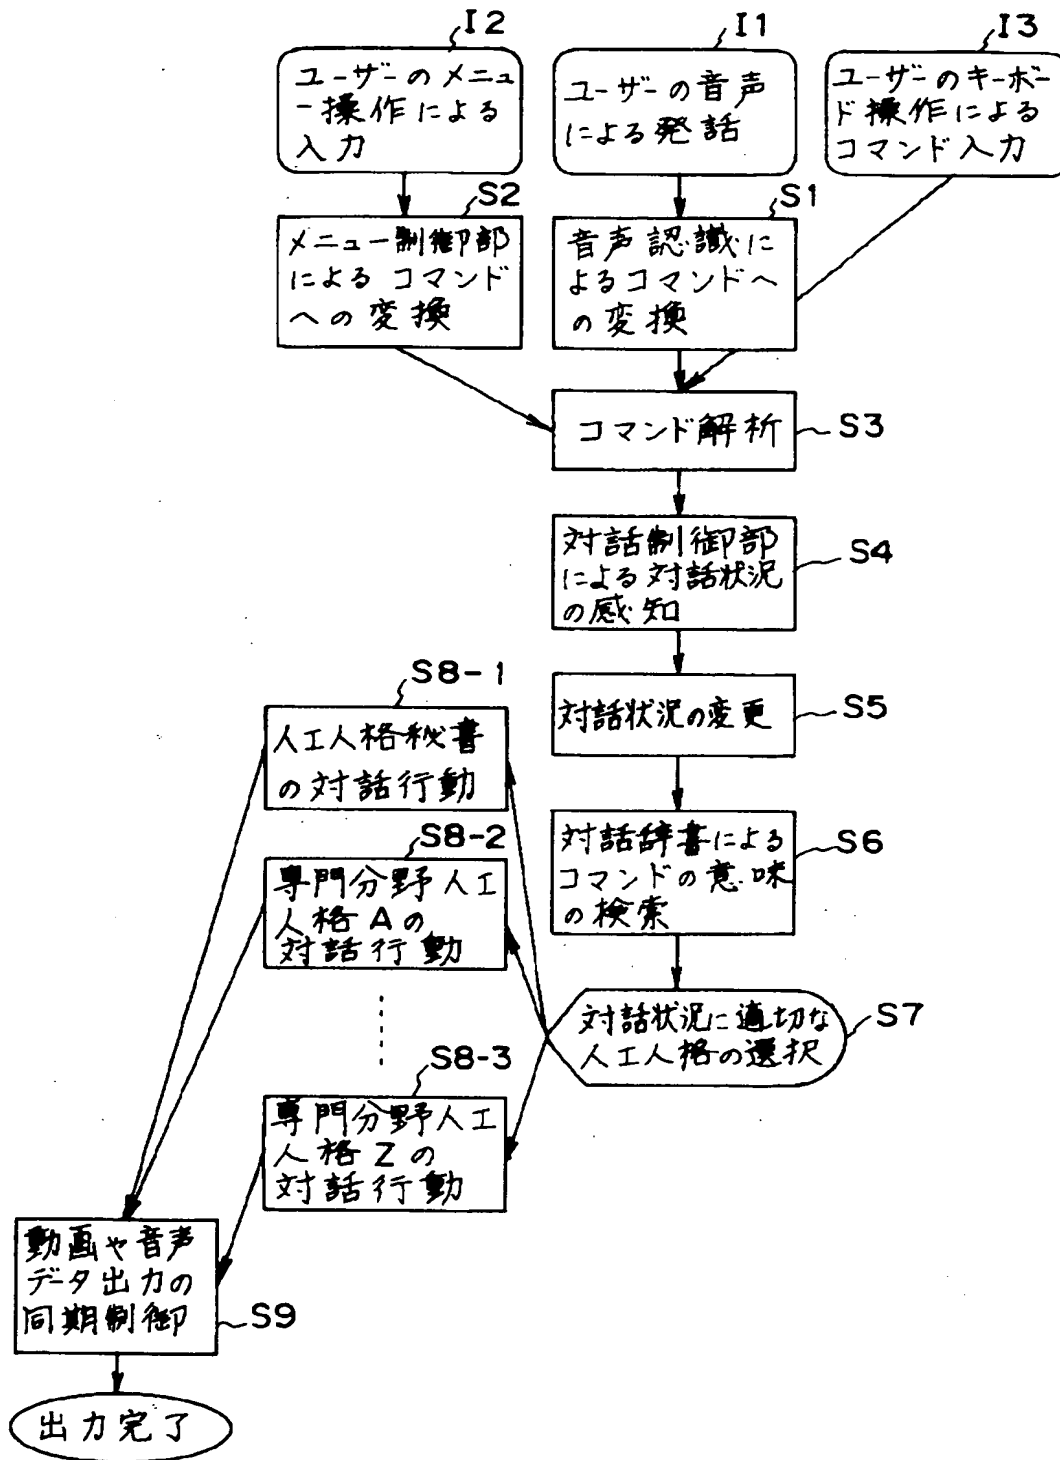 I2
ユーザーのメニュ
ー操作による
入力
I1
ユーザーの音声
による発話
I3
ユーザーのキーボー
ド操作による
コマンド入力
S2
メニュー制御部
によるコマンド
への変換
S1
音声認識に
よるコマンドへ
の変換
コマンド解析
S3
対話制御部
による対話状況
の感知
S4
対話状況の変更
S5
対話辞書による
コマンドの意味
の検索
S6
対話状況に適切な
人工人格の選択
S7
S8-1
人工人格秘書
の対話行動
S8-2
専門分野人工
人格Aの
対話行動
S8-3
専門分野人工
人格Zの
対話行動
動画や音声
データ出力の
同期制御
S9
出力完了